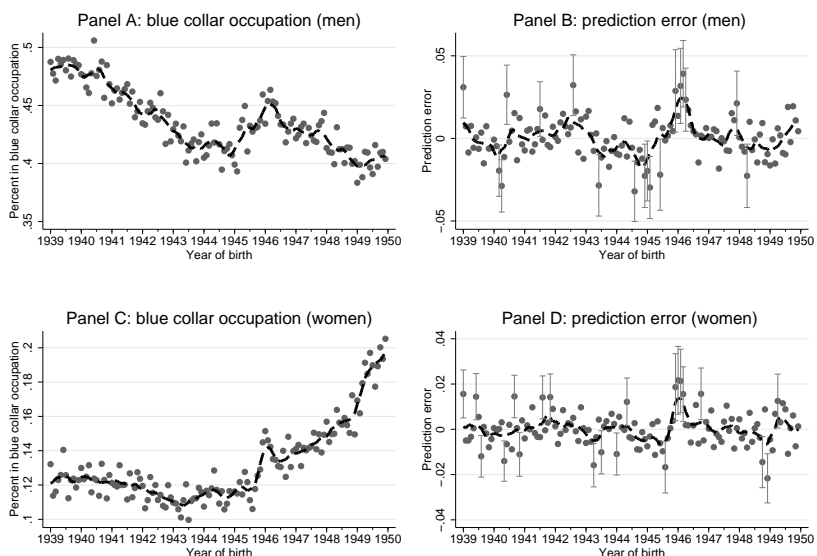 Panel A: blue collar occupation (men)
Percent in blue collar occupation
.5
.45
.4
.35
1939 1940 1941 1942 1943 1944 1945 1946 1947 1948 1949 1950
Year of birth
Panel B: prediction error (men)
Prediction error
.05
0
-.05
1939 1940 1941 1942 1943 1944 1945 1946 1947 1948 1949 1950
Year of birth
Panel C: blue collar occupation (women)
Percent in blue collar occupation
.2
.18
.16
.14
.12
.1
1939 1940 1941 1942 1943 1944 1945 1946 1947 1948 1949 1950
Year of birth
Panel D: prediction error (women)
Prediction error
.04
.02
0
-.02
-.04
1939 1940 1941 1942 1943 1944 1945 1946 1947 1948 1949 1950
Year of birth